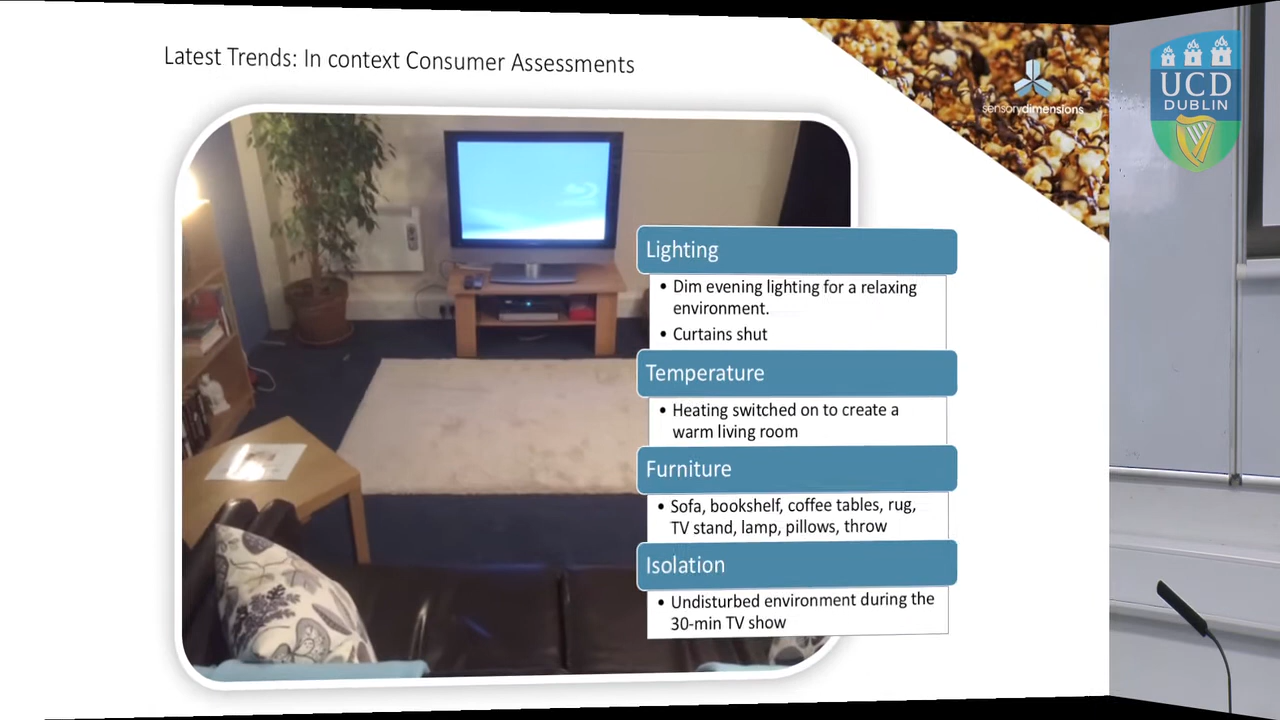 Latest Trends: In context Consumer Assessments
sensorydimensions
UCD
DUBLIN
Lighting
• Dim evening lighting for a relaxing
environment.
• Curtains shut
Temperature
• Heating switched on to create a
warm living room
Furniture
• Sofa, bookshelf, coffee tables, rug,
TV stand, lamp, pillows, throw
Isolation
• Undisturbed environment during the
30-min TV show